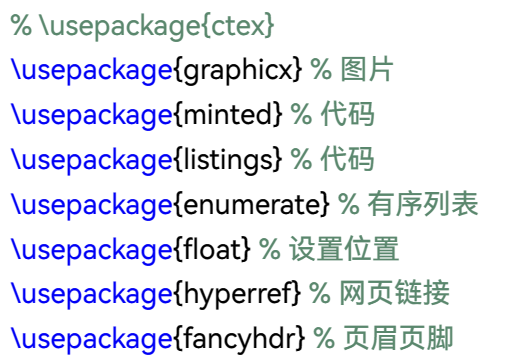 % \usepackage{ctex}
\usepackage{graphicx} % 图片
\usepackage{minted} % 代码
\usepackage{listings} % 代码
\usepackage{enumerate} % 有序列表
\usepackage{float} % 设置位置
\usepackage{hyperref} % 网页链接
\usepackage{fancyhdr} % 页眉页脚